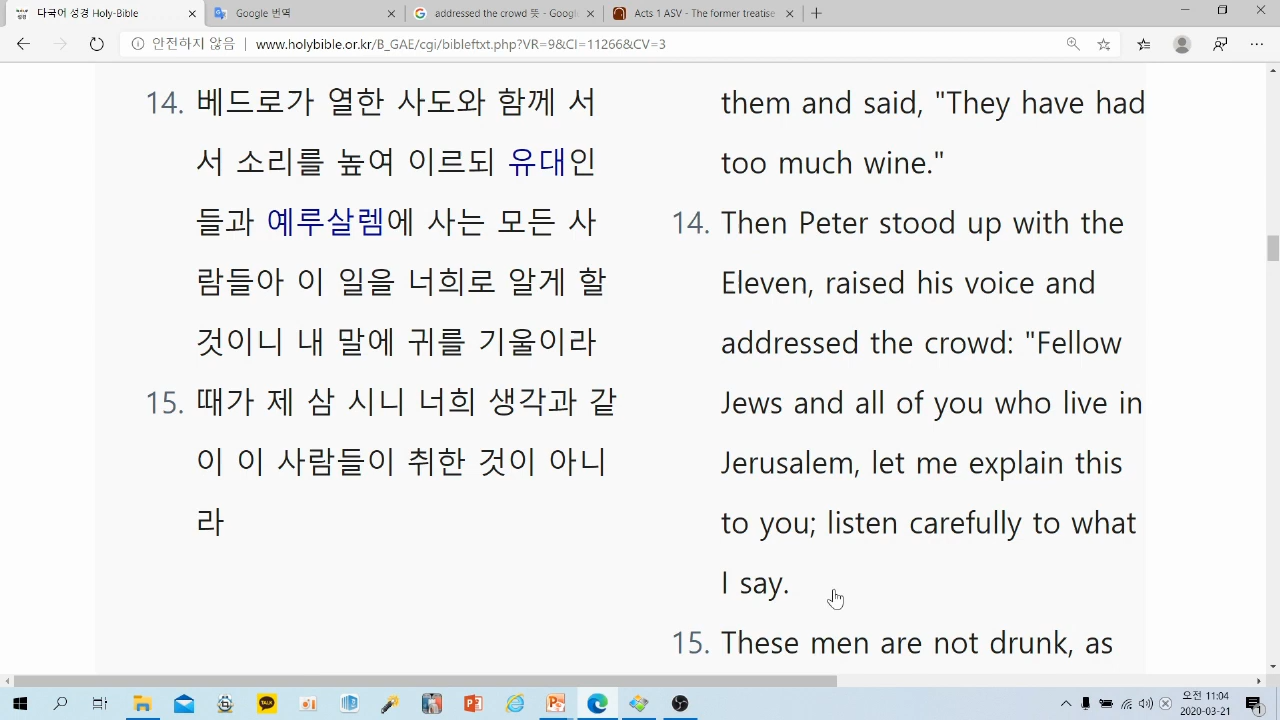 다국어 성경 Holy-Bible
Google 번역
addressed the crowd 뜻 - Googl
Acts 1 ASV - The former treatise
안전하지 않음
www.holybible.or.kr/B_GAE/cgi/bibleftxt.php?VR=9&CI=11266&CV=3
14. 베드로가 열한 사도와 함께 서
서 소리를 높여 이르되 유대인
들과 예루살렘에 사는 모든 사
람들아 이 일을 너희로 알게 할
것이니 내 말에 귀를 기울이라
15. 때가 제 삼 시니 너희 생각과 같
이 이 사람들이 취한 것이 아니
라
them and said, "They have had
too much wine."
14. Then Peter stood up with the
Eleven, raised his voice and
addressed the crowd: "Fellow
Jews and all of you who live in
Jerusalem, let me explain this
to you; listen carefully to what
I say.
15. These men are not drunk, as
TALK
오전 11:04
2020-03-21
1